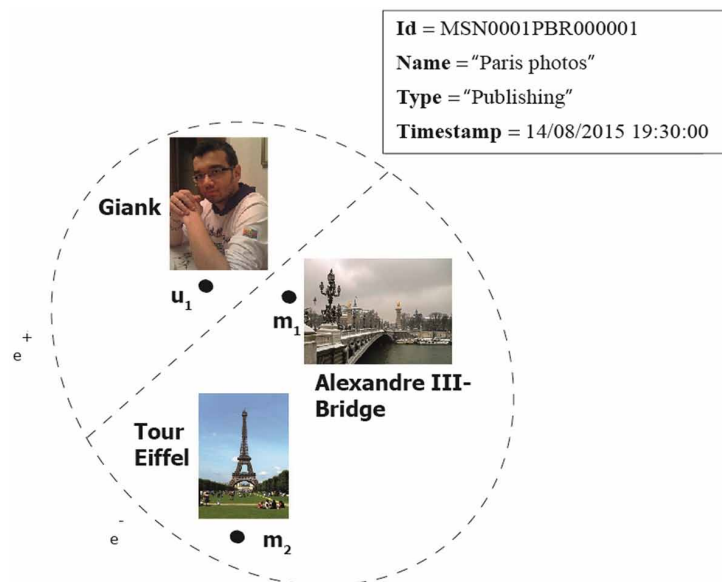 Id = MSN0001PBR000001
Name = “Paris photos”
Type = “Publishing”
Timestamp = 14/08/2015 19:30:00
Giank
u1
m1
Alexandre III-
Bridge
e+
Tour
Eiffel
e-
m2